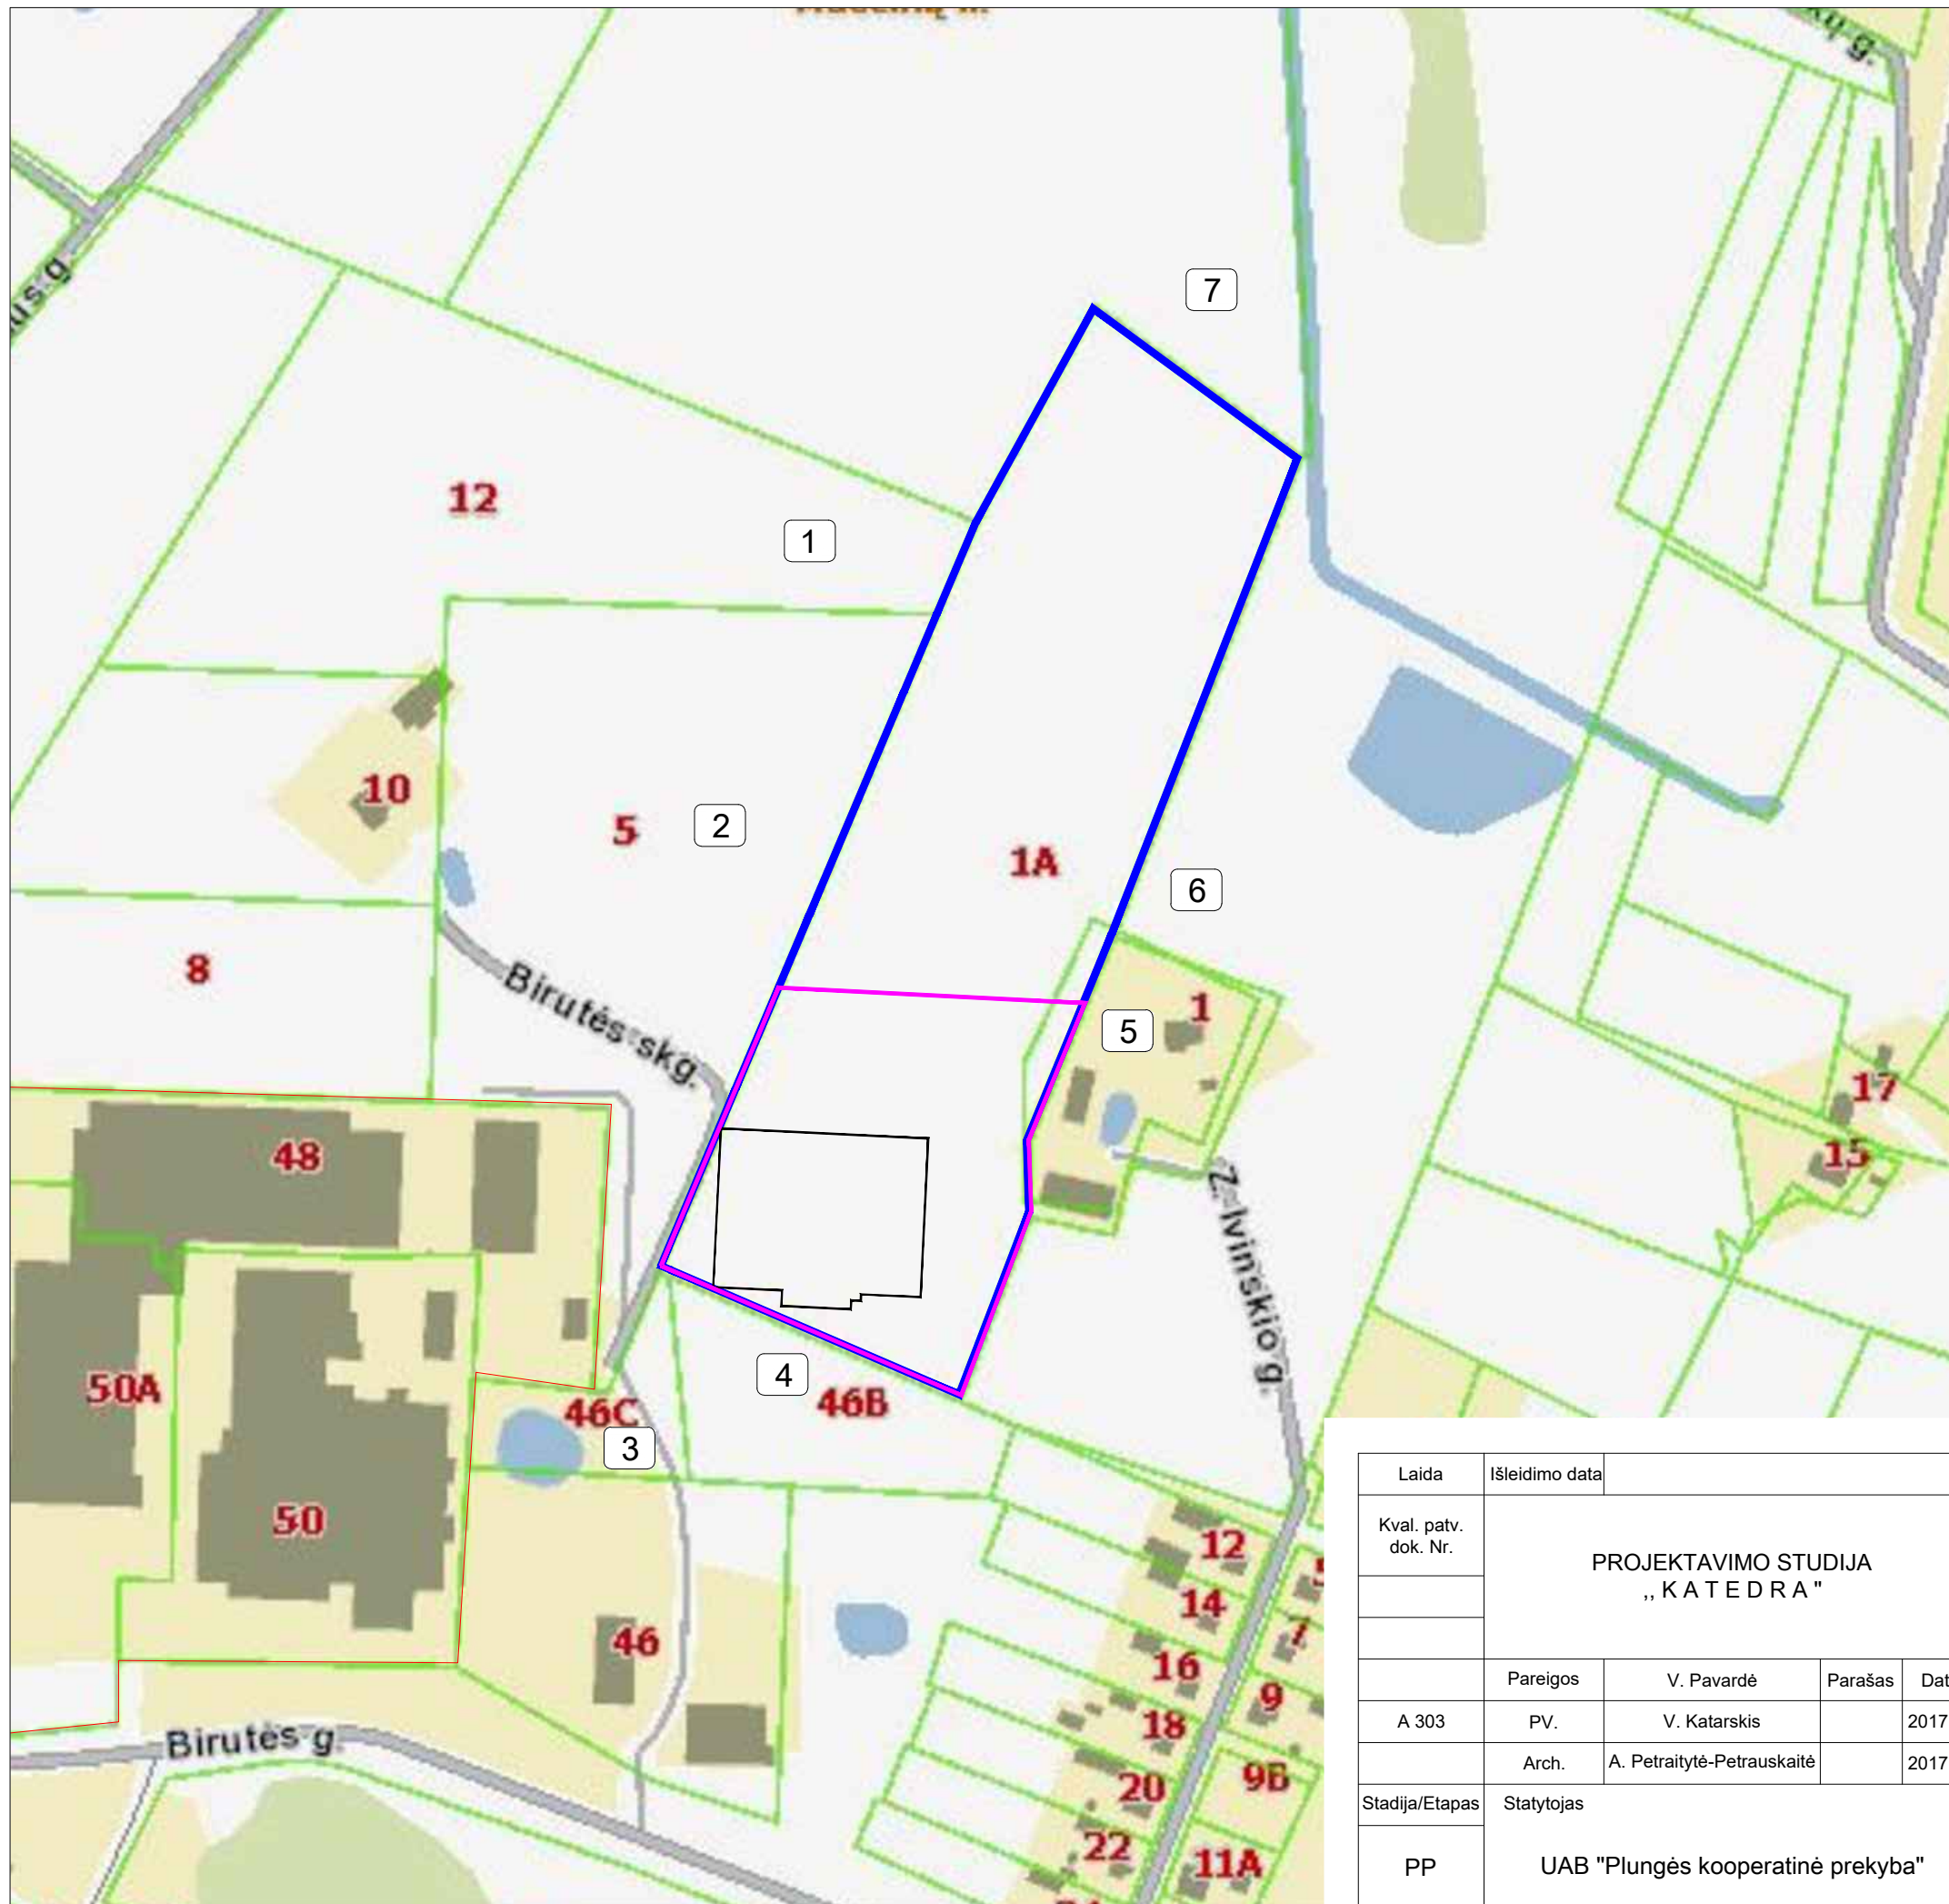 7
12
1
10
5
2
1A
6
8
Birutės skg.
1
5
17
15
48
Z. Ivinskio g.
50A
4
46B
46C
3
50
46
Birutės g.
12
14
16
18
20
22
7
9
9B
11A
Laida Išleidimo data
Kval. patv.
dok. Nr.
PROJEKTAVIMO STUDIJA
,, K A T E D R A "
Pareigos V. Pavardė Parašas Dat
A 303 PV. V. Katarskis 2017
Arch. A. Petraitytė-Petrauskaitė 2017
Stadija/Etapas Statytojas
PP UAB "Plungės kooperatinė prekyba"